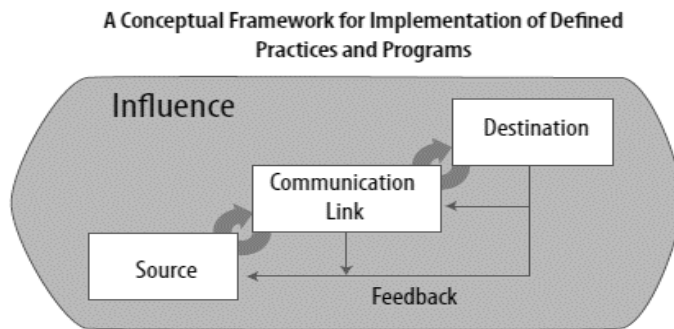 A Conceptual Framework for Implementation of Defined
Practices and Programs
Influence
Destination
Communication
Link
Source
Feedback